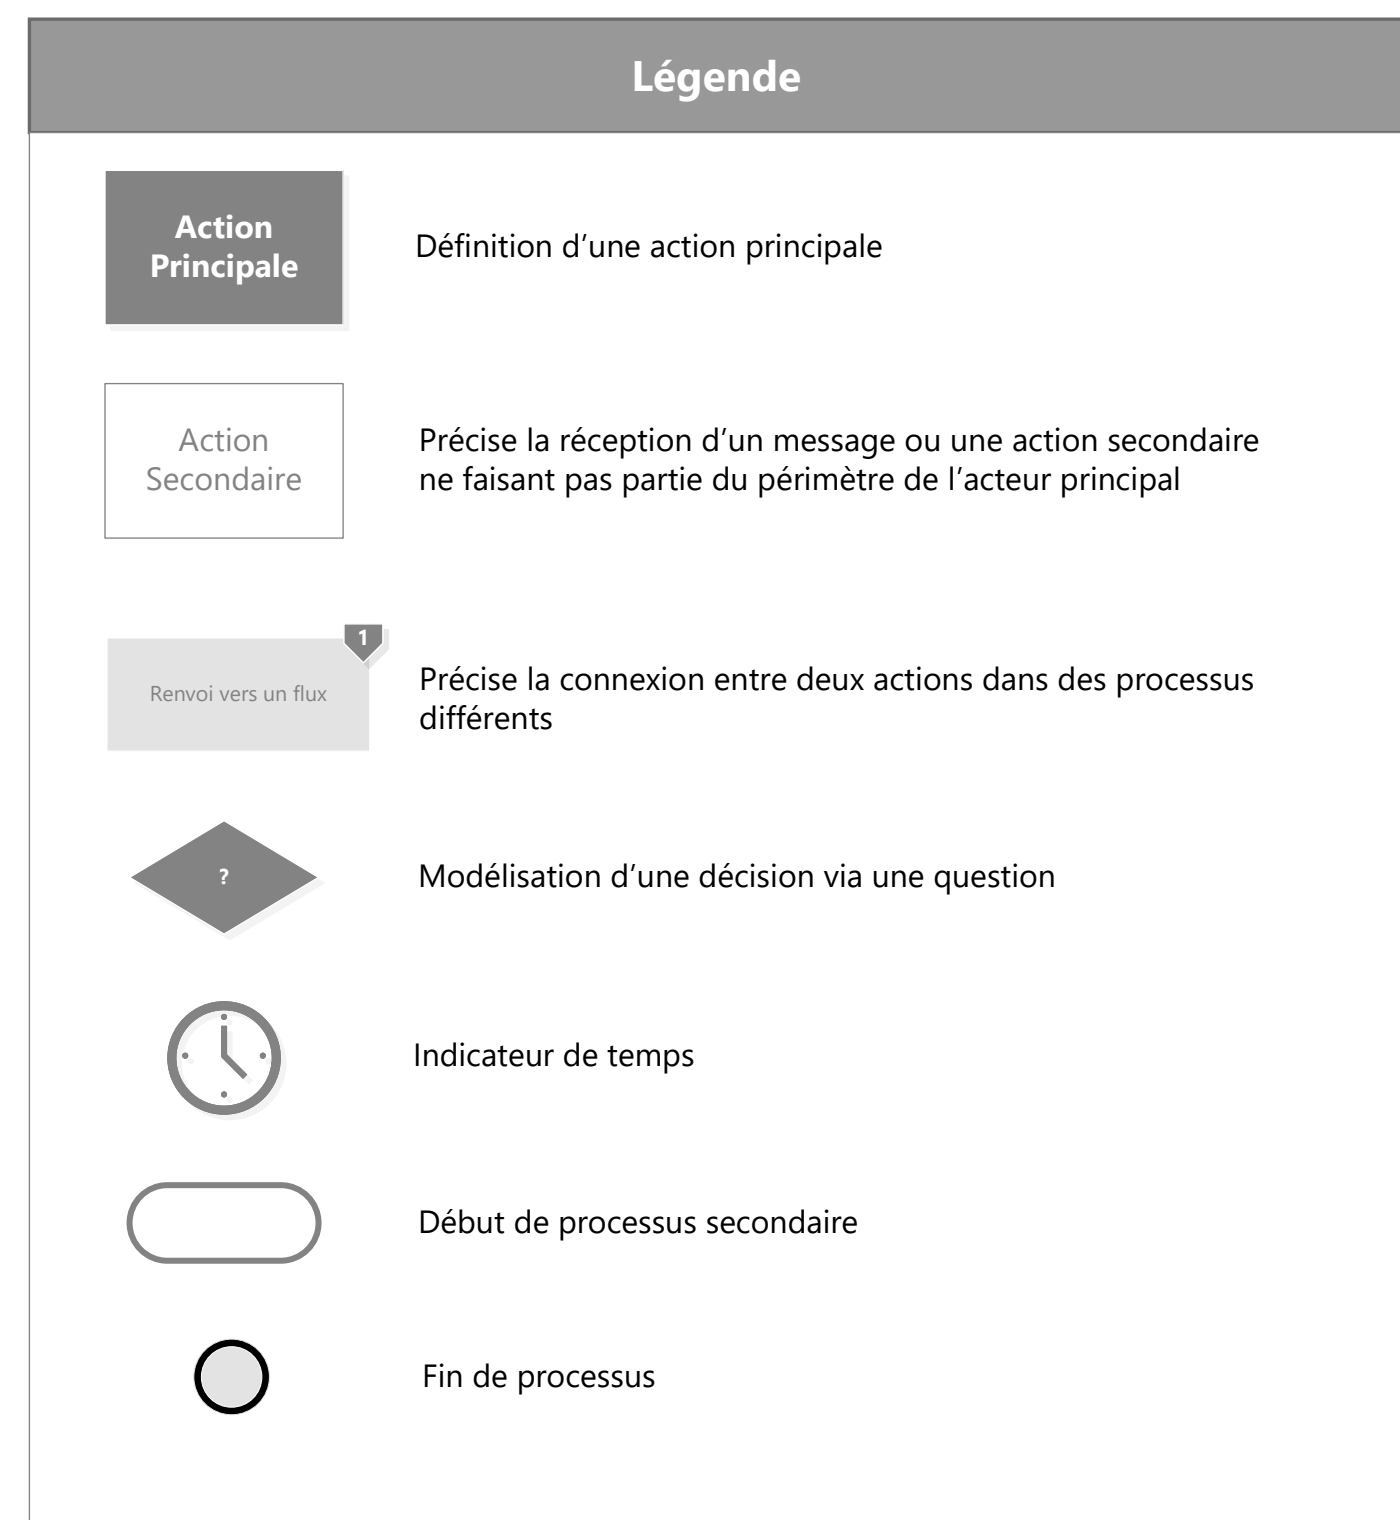 Légende
Action
Principale
Définition d’une action principale
Action
Secondaire
Précise la réception d’un message ou une action secondaire
ne faisant pas partie du périmètre de l’acteur principal
1
Renvoi vers un flux
Précise la connexion entre deux actions dans des processus
différents
?
Modélisation d’une décision via une question
Indicateur de temps
Début de processus secondaire
Fin de processus